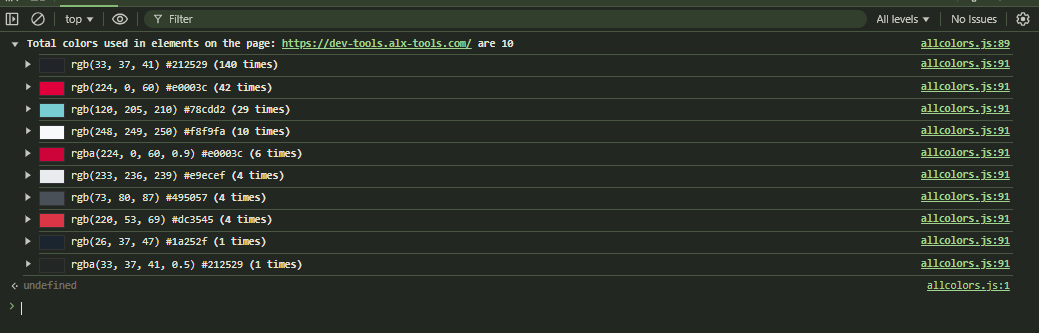 top
Filter
All levels
No Issues
Total colors used in elements on the page: https://dev-tools.alx-tools.com/ are 10 allcolors.js:89
rgb(33, 37, 41) #212529 (140 times) allcolors.js:91
rgb(224, 0, 60) #e0003c (42 times) allcolors.js:91
rgb(120, 205, 210) #78cdd2 (29 times) allcolors.js:91
rgb(248, 249, 250) #f8f9fa (10 times) allcolors.js:91
rgba(224, 0, 60, 0.9) #e0003c (6 times) allcolors.js:91
rgb(233, 236, 239) #e9ecef (4 times) allcolors.js:91
rgb(73, 80, 87) #495057 (4 times) allcolors.js:91
rgb(220, 53, 69) #dc3545 (4 times) allcolors.js:91
rgb(26, 37, 47) #1a252f (1 times) allcolors.js:91
rgba(33, 37, 41, 0.5) #212529 (1 times) allcolors.js:91
undefined allcolors.js:1